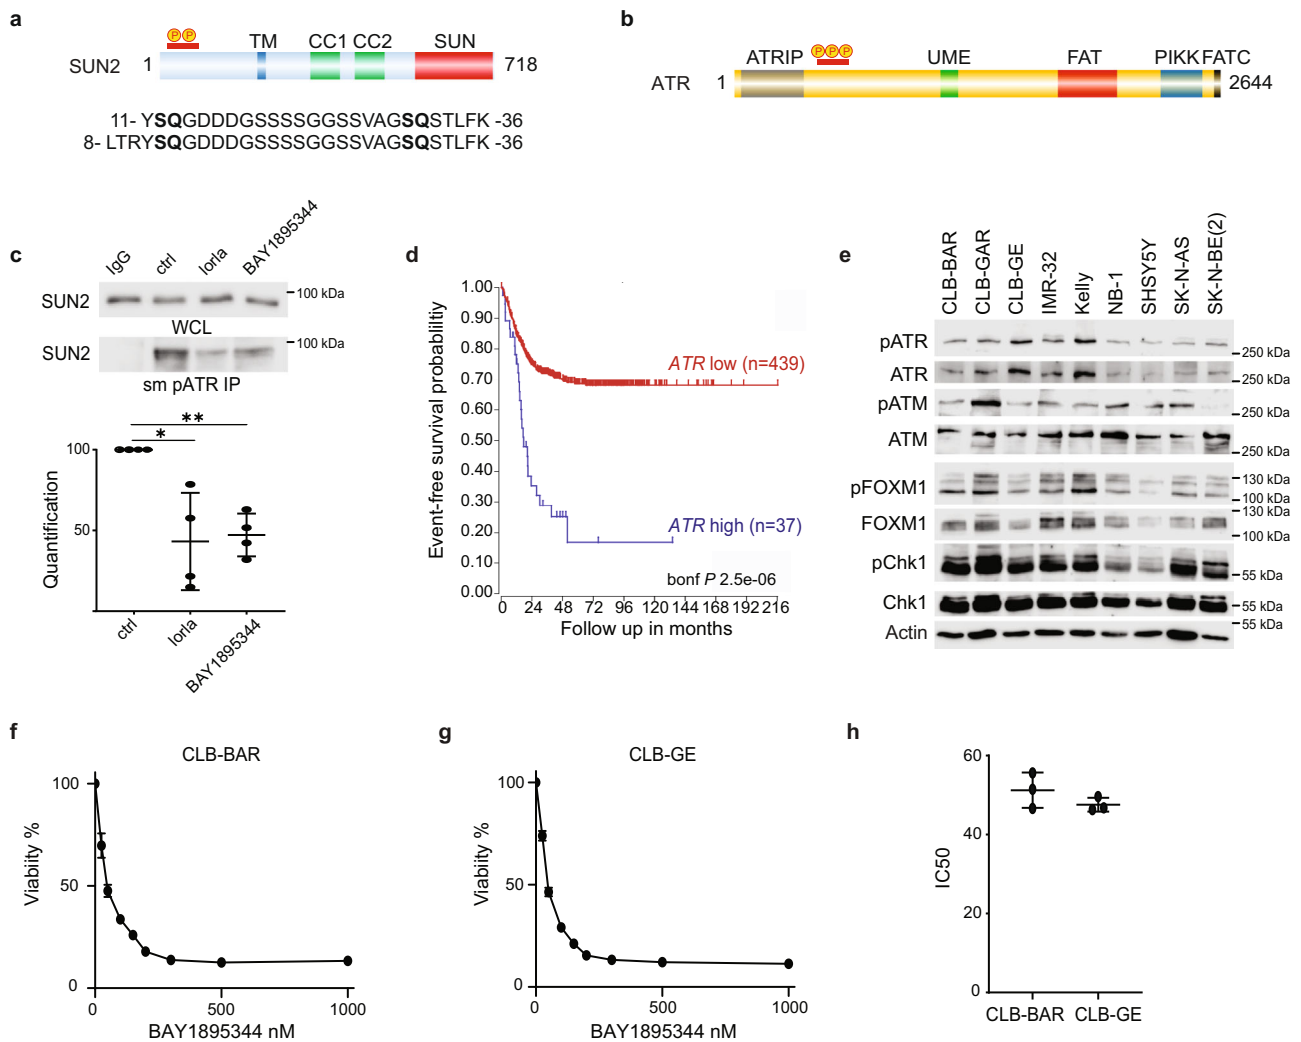 a
P P
TM CC1 CC2 SUN
SUN2 1 718
11- YSQGDDDGSSSSGGSSVAGSQSTLFK -36
8- LTRYSQGDDDGSSSSGGSSVAGSQSTLFK -36
b
P P P
ATRIP UME FAT PIKK FATC
ATR 1 2644
c
IgG ctrl lorla BAY1895344
SUN2 100 kDa
WCL
SUN2 100 kDa
sm pATR IP
**
*
100
50
Quantification
ctrl lorla BAY1895344
d
1.00
0.90
0.80
0.70
0.60
0.50
0.40
0.30
0.20
0.10
0.00
Event-free survival probabilitiy
ATR low (n=439)
ATR high (n=37)
bonf P 2.5e-06
0 24 48 72 96 120 144 168 192 216
Follow up in months
e
CLB-BAR CLB-GAR CLB-GE IMR-32 Kelly NB-1 SHSY5Y SK-N-AS SK-N-BE(2)
pATR 250 kDa
ATR 250 kDa
pATM 250 kDa
ATM 250 kDa
pFOXM1 130 kDa
100 kDa
FOXM1 130 kDa
100 kDa
pChk1 55 kDa
Chk1 55 kDa
Actin 55 kDa
f
CLB-BAR
100
50
0
Viabiity %
0 500 1000
BAY1895344 nM
g
CLB-GE
100
50
0
Viability %
0 500 1000
BAY1895344 nM
h
60
40
20
0
IC50
CLB-BAR CLB-GE